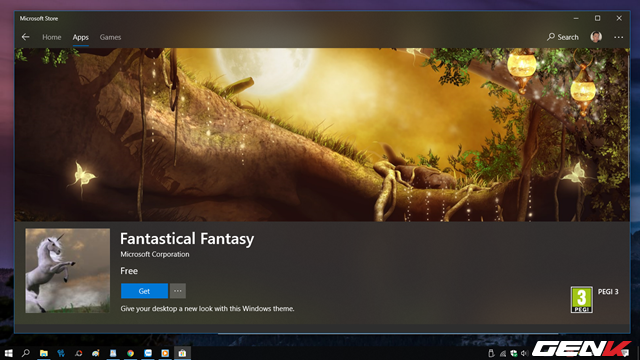 Microsoft Store
Home Apps Games
Search
Fantastical Fantasy
Microsoft Corporation
Free
Get
Give your desktop a new look with this Windows theme.
3
PEGI
PEGI 3
GENK